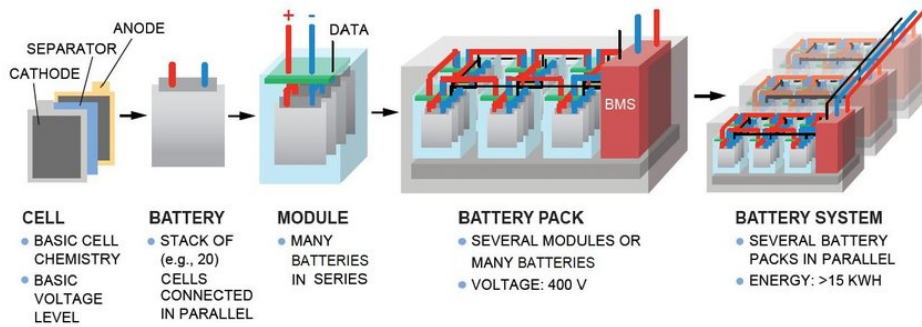 ANODE
SEPARATOR
CATHODE
+ -
DATA
BMS
CELL
BASIC CELL
CHEMISTRY
BASIC
VOLTAGE
LEVEL
BATTERY
STACK OF
(e.g., 20)
CELLS
CONNECTED
IN PARALLEL
MODULE
MANY
BATTERIES
IN SERIES
BATTERY PACK
SEVERAL MODULES OR
MANY BATTERIES
VOLTAGE: 400 V
BATTERY SYSTEM
SEVERAL BATTERY
PACKS IN PARALLEL
ENERGY: >15 KWH